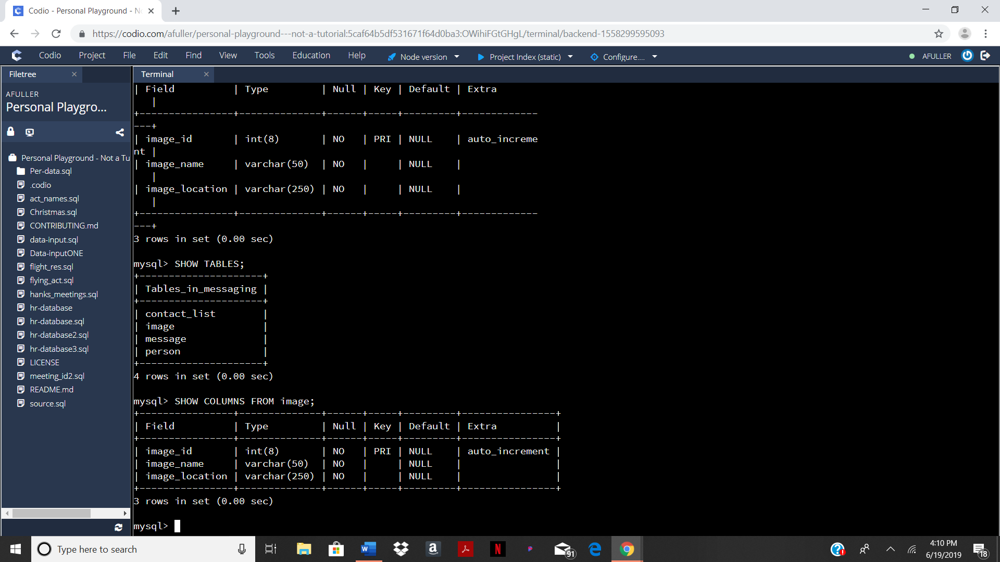 Codio - Personal Playground - No
https://codio.com/afuller/personal-playground---not-a-tutorial:5caf64b5df531671f64d0ba3:OWihiFGtGHgL/terminal/backend-1558299595093
Codio Project File Edit Find View Tools Education Help Node version Project Index (static) Configure.... AFULLER
Filetree
Terminal
AFULLER
Personal Playgro...
Personal Playground - Not a Tu
Per-data.sql
.codio
act_names.sql
Christmas.sql
CONTRIBUTING.md
data-input.sql
Data-inputONE
flight_res.sql
flying_act.sql
hanks_meetings.sql
hr-database
hr-database.sql
hr-database2.sql
hr-database3.sql
LICENSE
meeting_id2.sql
README.md
source.sql
| Field          | Type         | Null | Key | Default | Extra
   |
+----------------+--------------+------+-----+---------+-------------
---+
| image_id       | int(8)       | NO   | PRI | NULL    | auto_increme
nt |
| image_name     | varchar(50)  | NO   |     | NULL    |
   |
| image_location | varchar(250) | NO   |     | NULL    |
   |
+----------------+--------------+------+-----+---------+-------------
---+
3 rows in set (0.00 sec)
mysql> SHOW TABLES;
+---------------------+
| Tables_in_messaging |
+---------------------+
| contact_list        |
| image               |
| message             |
| person              |
+---------------------+
4 rows in set (0.00 sec)
mysql> SHOW COLUMNS FROM image;
+----------------+--------------+------+-----+---------+----------------+
| Field          | Type         | Null | Key | Default | Extra          |
+----------------+--------------+------+-----+---------+----------------+
| image_id       | int(8)       | NO   | PRI | NULL    | auto_increment |
| image_name     | varchar(50)  | NO   |     | NULL    |                |
| image_location | varchar(250) | NO   |     | NULL    |                |
+----------------+--------------+------+-----+---------+----------------+
3 rows in set (0.00 sec)
mysql>
Type here to search
91
4:10 PM
6/19/2019
18